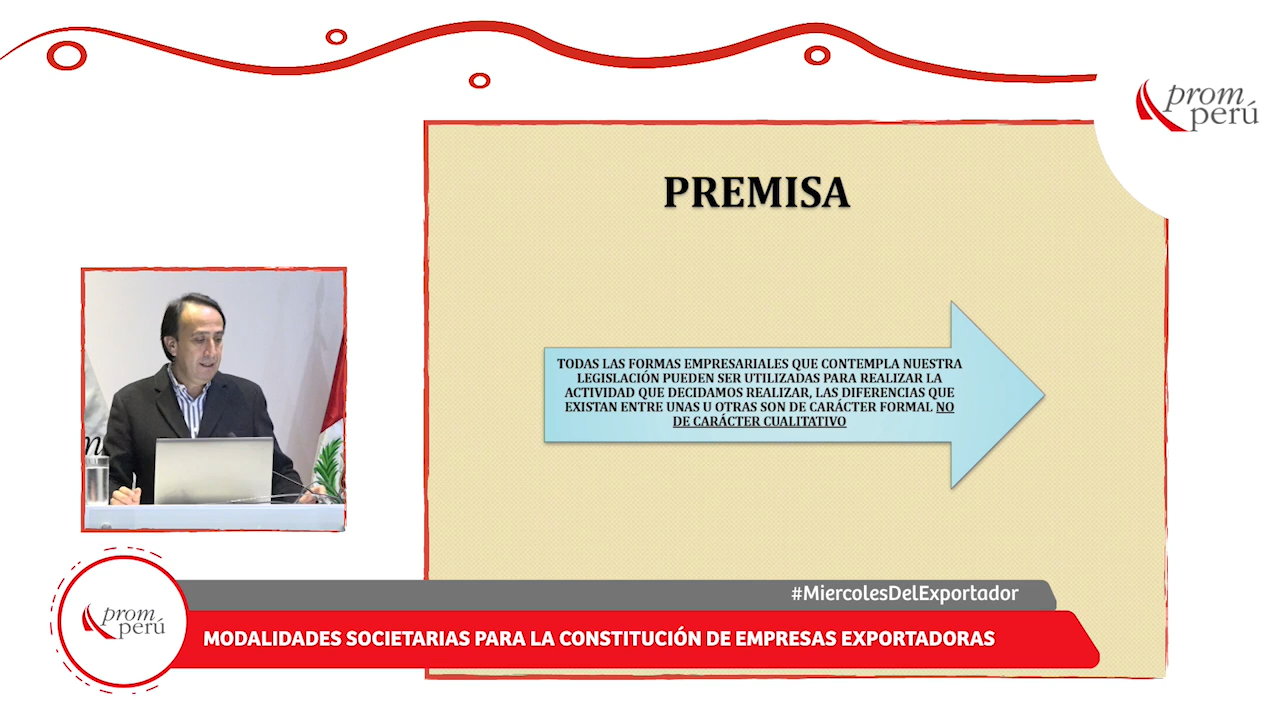 prom
perú
PREMISA
TODAS LAS FORMAS EMPRESARIALES QUE CONTEMPLA NUESTRA
LEGISLACIÓN PUEDEN SER UTILIZADAS PARA REALIZAR LA
ACTIVIDAD QUE DECIDAMOS REALIZAR, LAS DIFERENCIAS QUE
EXISTAN ENTRE UNAS U OTRAS SON DE CARÁCTER FORMAL NO
DE CARÁCTER CUALITATIVO
#MiercolesDelExportador
prom
perú
MODALIDADES SOCIETARIAS PARA LA CONSTITUCIÓN DE EMPRESAS EXPORTADORAS